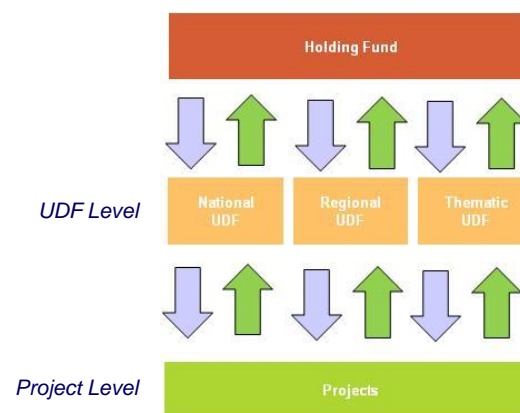 Holding Fund
UDF Level
National
UDF
Regional
UDF
Thematic
UDF
Project Level
Projects